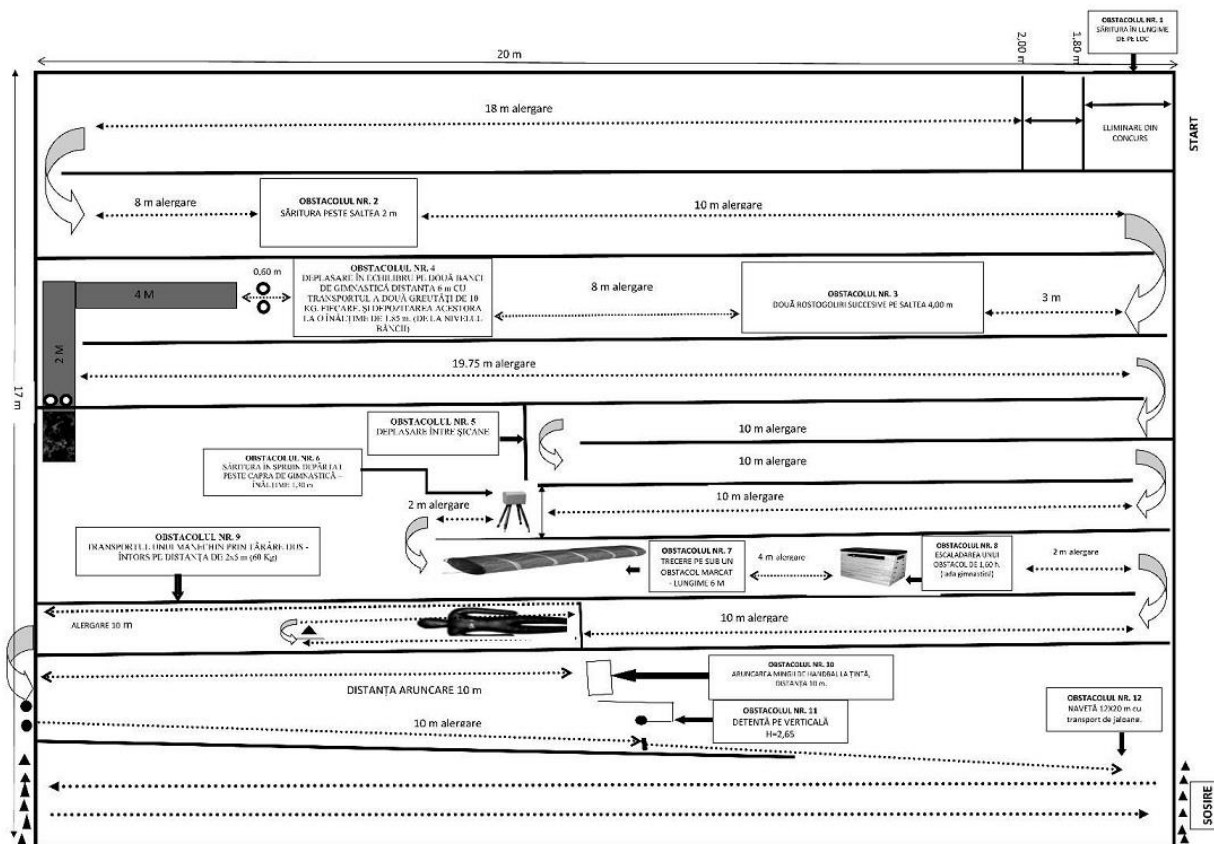 OBSTACOLUL NR. 1
SĂRITURA ÎN LUNGIME
DE PE LOC
20 m
2,00 m
1,80 m
START
18 m alergare
ELIMINARE DIN
CONCURS
8 m alergare
OBSTACOLUL NR. 2
SĂRITURA PESTE SALTEA 2 m
10 m alergare
4 M
0,60 m
OBSTACOLUL NR. 4
DEPLASARE ÎN ECHILIBRU PE DOUĂ BĂNCI
DE GIMNASTICĂ DISTANȚA 6 m CU
TRANSPORTUL A DOUĂ GREUTĂȚI DE 10
KG. FIECARE, ȘI DEPOZITAREA ACESTORA
LA O ÎNĂLȚIME DE 1.85 m. (DE LA NIVELUL
BĂNCII)
8 m alergare
OBSTACOLUL NR. 3
DOUĂ ROSTOGOLIRI SUCCESIVE PE SALTEA 4,00 m
3 m
2 M
19.75 m alergare
17 m
OBSTACOLUL NR. 5
DEPLASARE ÎNTRE ȘICANE
10 m alergare
OBSTACOLUL NR. 6
SĂRITURĂ ÎN SPRIJIN DEPĂRTAT
PESTE CAPRA DE GIMNASTICĂ –
ÎNĂLȚIME 1,30 m
10 m alergare
2 m alergare
10 m alergare
OBSTACOLUL NR. 9
TRANSPORTUL UNUI MANECHIN PRIN TÂRÂRE DUS -
ÎNTORS PE DISTANȚA DE 2x5 m (60 Kg)
OBSTACOLUL NR. 7
TRECERE PE SUB UN
OBSTACOL MARCAT
- LUNGIME 6 M
4 m alergare
OBSTACOLUL NR. 8
ESCALADAREA UNUI
OBSTACOL DE 1,60 h.
( lada gimnastică)
2 m alergare
ALERGARE 10 m
10 m alergare
DISTANȚA ARUNCARE 10 m
OBSTACOLUL NR. 10
ARUNCAREA MINGII DE HANDBAL LA ȚINTĂ,
DISTANȚA 10 m.
10 m alergare
OBSTACOLUL NR. 11
DETENTĂ PE VERTICALĂ
H=2,65
OBSTACOLUL NR. 12
NAVETĂ 12X20 m cu
transport de jaloane.
SOSIRE